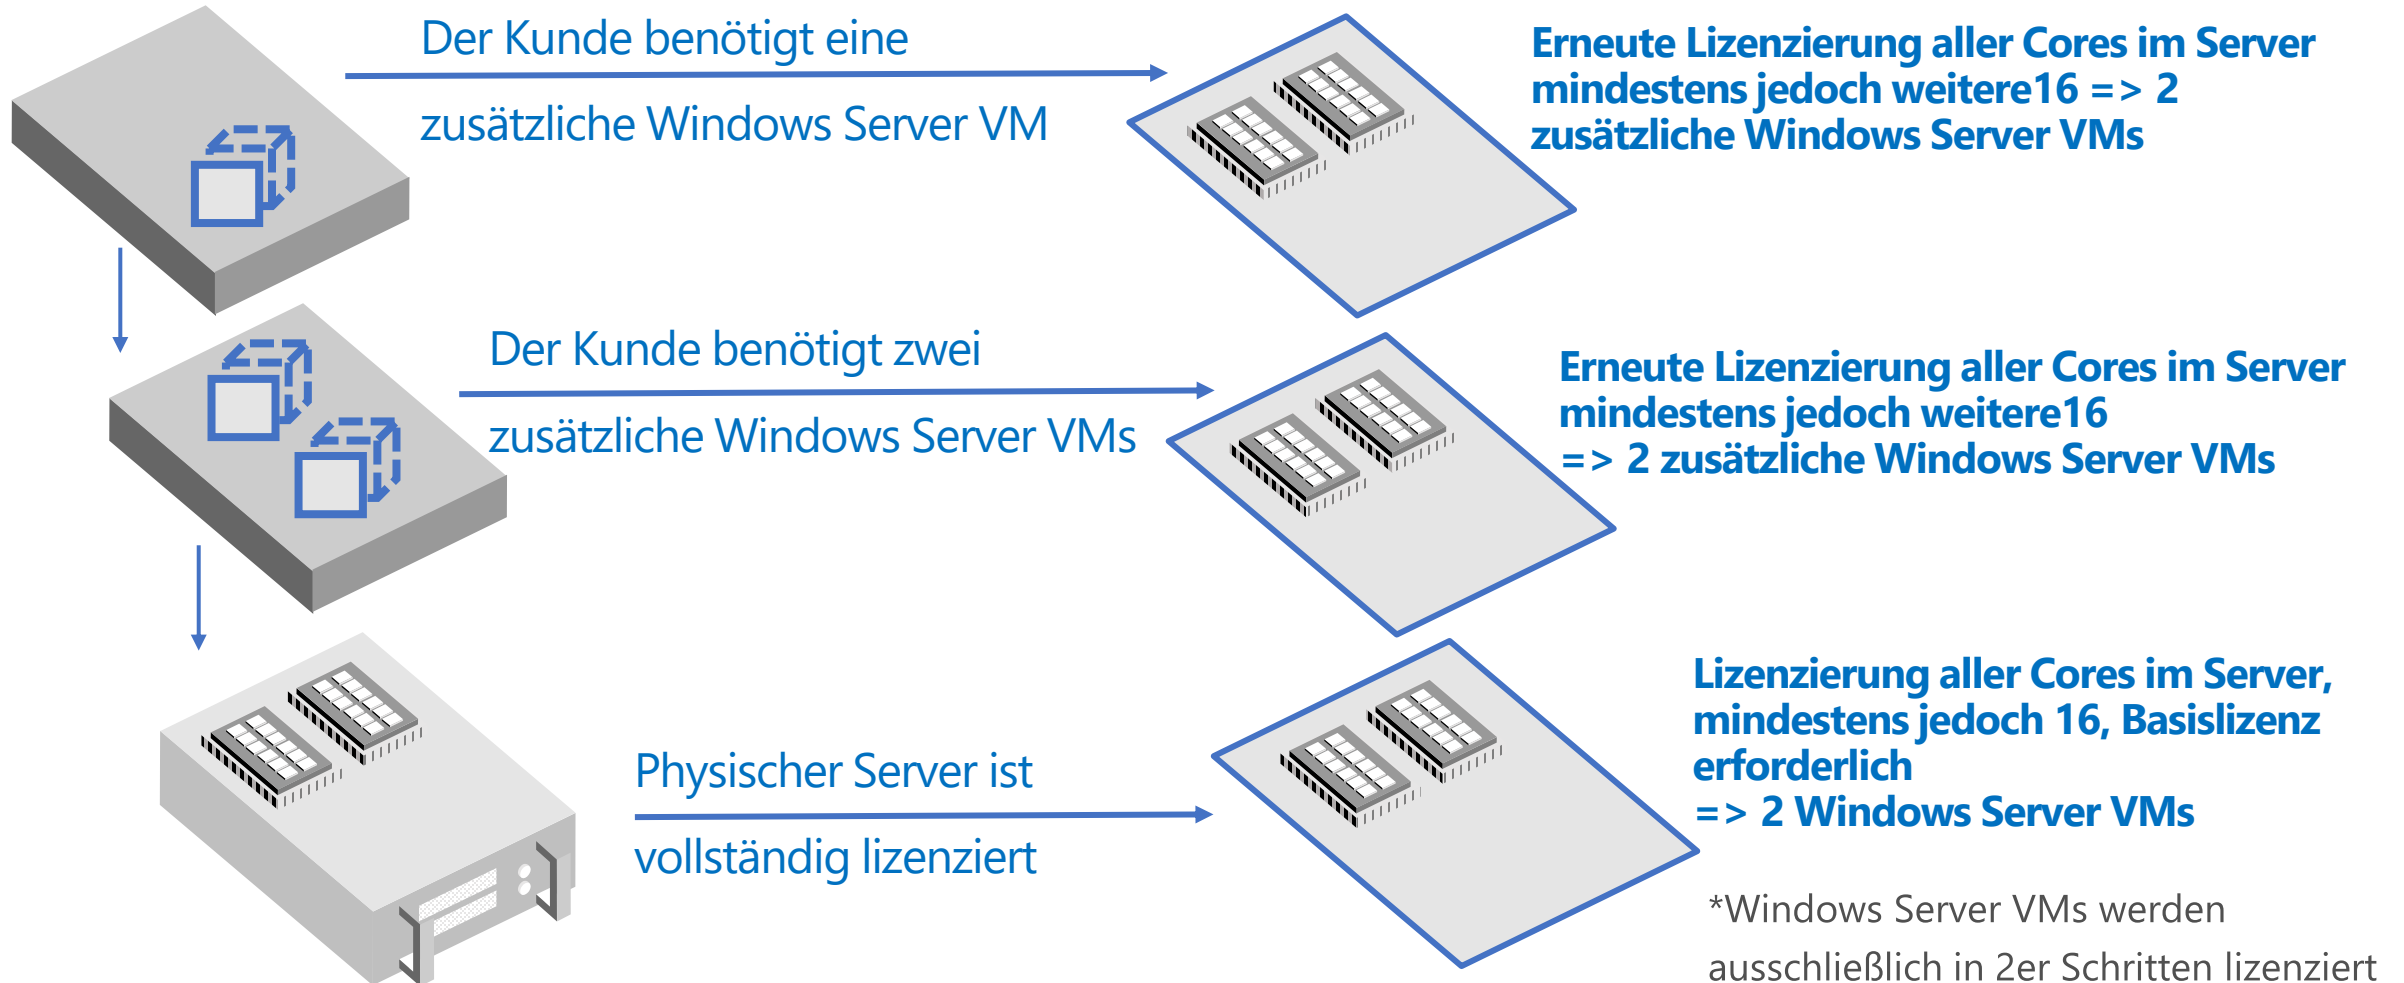 Der Kunde benötigt eine
zusätzliche Windows Server VM
Erneute Lizenzierung aller Cores im Server
mindestens jedoch weitere16 => 2
zusätzliche Windows Server VMs
Der Kunde benötigt zwei
zusätzliche Windows Server VMs
Erneute Lizenzierung aller Cores im Server
mindestens jedoch weitere16
=> 2 zusätzliche Windows Server VMs
Physischer Server ist
vollständig lizenziert
Lizenzierung aller Cores im Server,
mindestens jedoch 16, Basislizenz
erforderlich
=> 2 Windows Server VMs
*Windows Server VMs werden
ausschließlich in 2er Schritten lizenziert